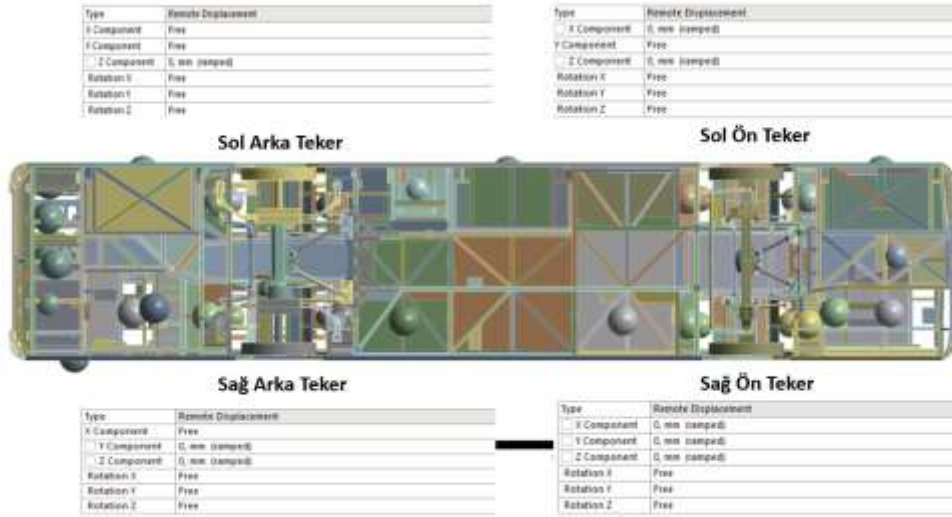 Type Remote Displacement
X Component Free
Y Component Free
Z Component 0, mm (ramped)
Rotation X Free
Rotation Y Free
Rotation Z Free
Type Remote Displacement
X Component 0, mm (ramped)
Y Component Free
Z Component 0, mm (ramped)
Rotation X Free
Rotation Y Free
Rotation Z Free
Sol Arka Teker
Sol Ön Teker
Sağ Arka Teker
Sağ Ön Teker
Type Remote Displacement
X Component Free
Y Component 0, mm (ramped)
Z Component 0, mm (ramped)
Rotation X Free
Rotation Y Free
Rotation Z Free
Type Remote Displacement
X Component 0, mm (ramped)
Y Component 0, mm (ramped)
Z Component 0, mm (ramped)
Rotation X Free
Rotation Y Free
Rotation Z Free